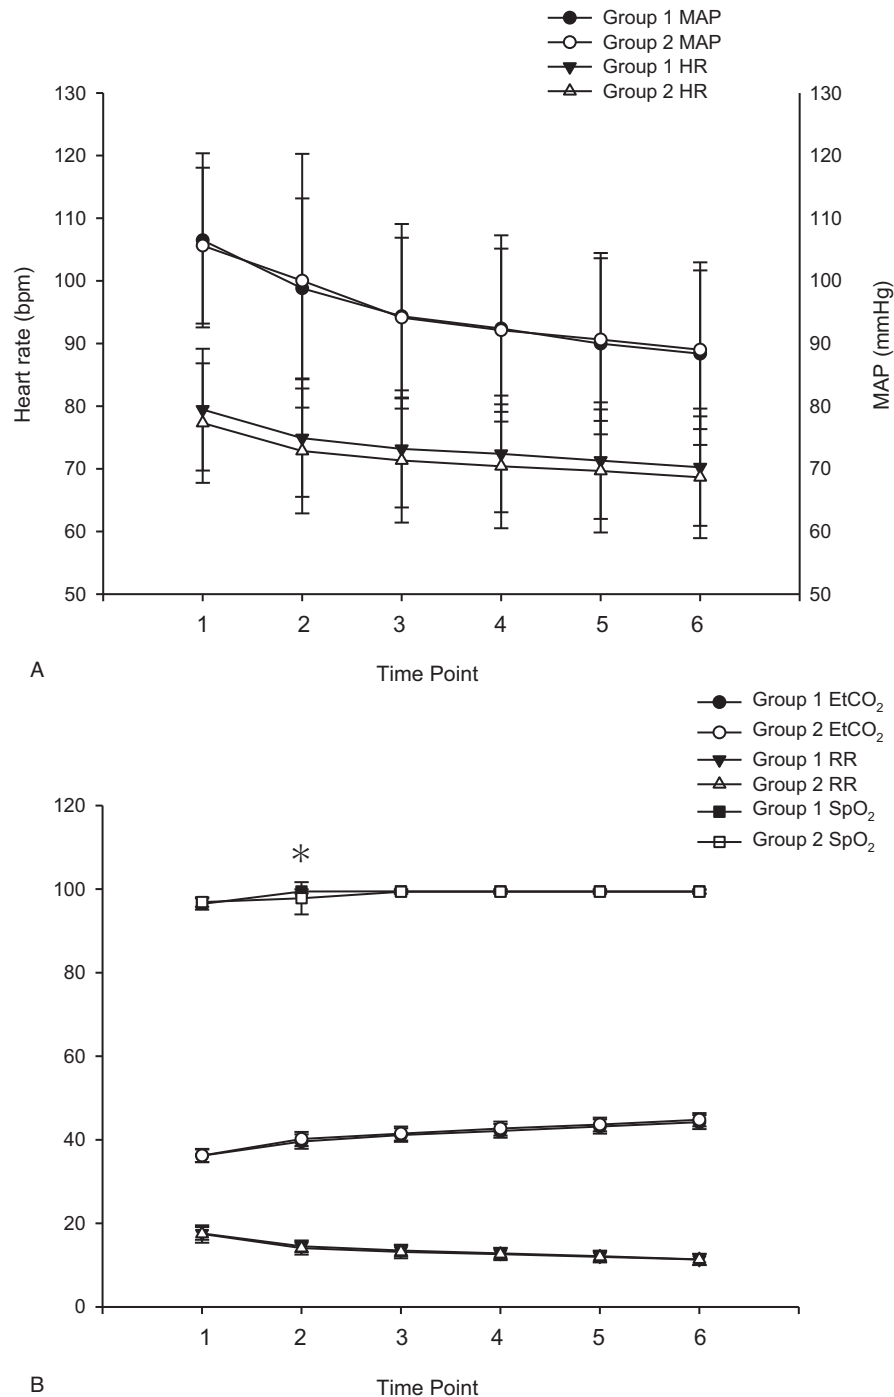 Group 1 MAP
Group 2 MAP
Group 1 HR
Group 2 HR
130
120
110
100
90
80
70
60
50
Heart rate (bpm)
130
120
110
100
90
80
70
60
50
MAP (mmHg)
1 2 3 4 5 6
A
Time Point
Group 1 EtCO₂
Group 2 EtCO₂
Group 1 RR
Group 2 RR
Group 1 SpO₂
Group 2 SpO₂
120
100
80
60
40
20
0
*
1 2 3 4 5 6
B
Time Point